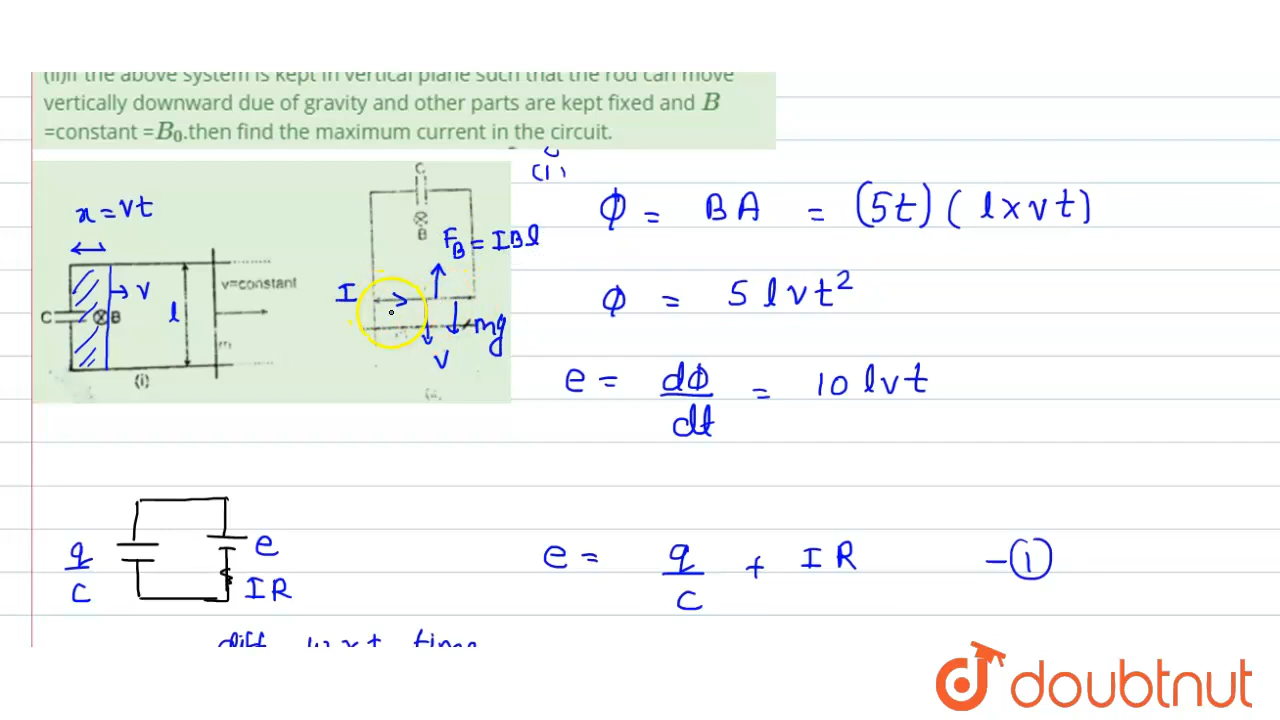 (ii)If the above system is kept in vertical plane such that the rod can move
vertically downward due of gravity and other parts are kept fixed and B
=constant =B₀.then find the maximum current in the circuit.
(i)
x = vt
v
v=constant
C
B
l
m
(i)
C
B
F_B = IBl
I
mg
v
ϕ = BA = (5t) (l×vt)
ϕ = 5lvt²
e = dϕ/dt = 10lvt
q/c
e
IR
e = q/c + IR –①
diff w.r.t time
doubtnut